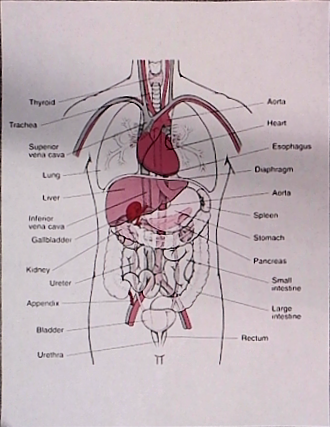 Thyroid
Trachea
Superior
vena cava
Lung
Liver
Inferior
vena cava
Gallbladder
Kidney
Ureter
Appendix
Bladder
Urethra
Aorta
Heart
Esophagus
Diaphragm
Aorta
Spleen
Stomach
Pancreas
Small
intestine
Large
intestine
Rectum